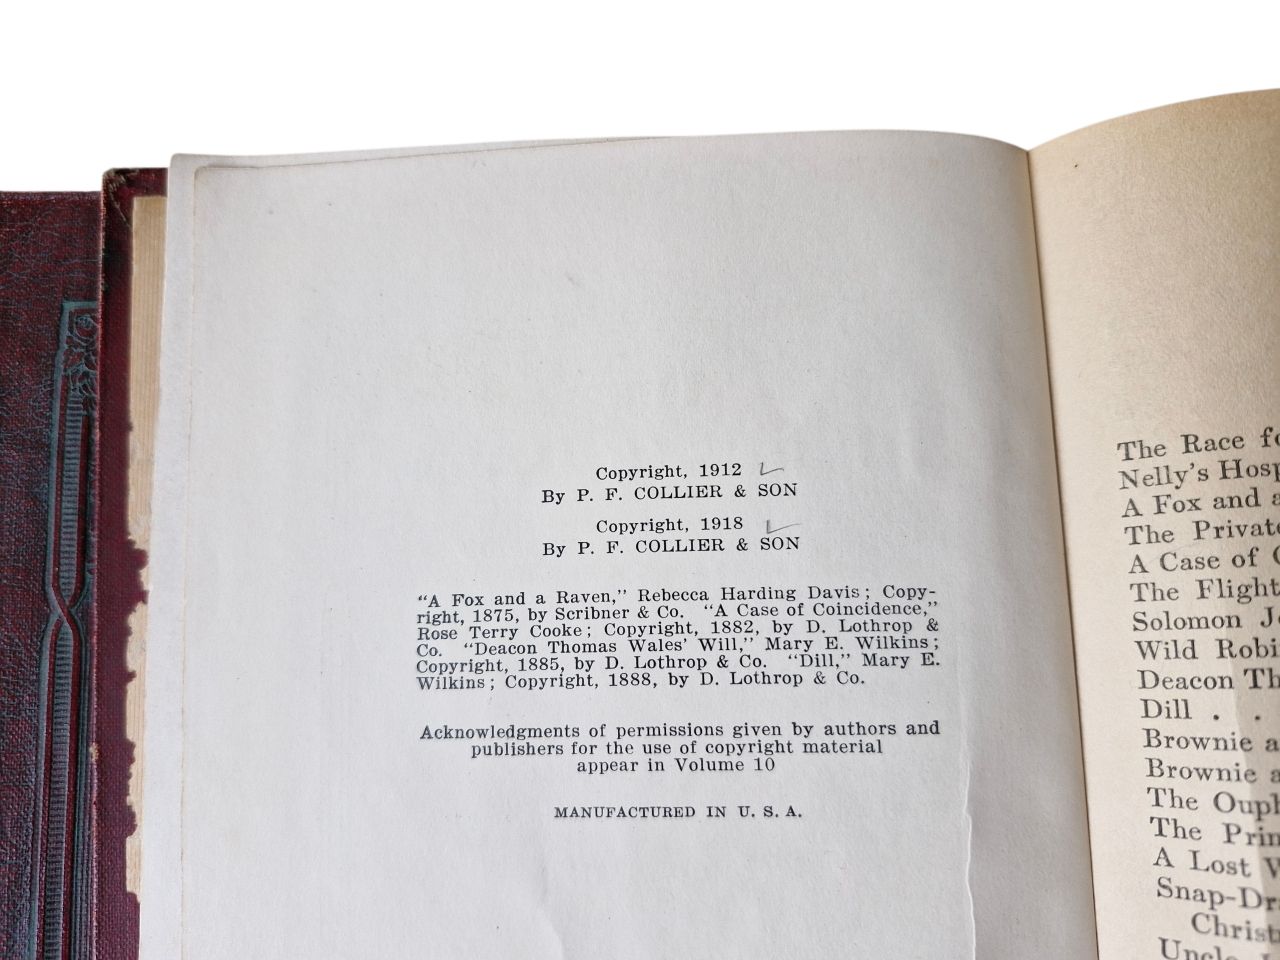 Copyright, 1912
By P. F. COLLIER & SON
Copyright, 1918
By P. F. COLLIER & SON
"A Fox and a Raven," Rebecca Harding Davis; Copy-
right, 1875, by Scribner & Co. "A Case of Coincidence,"
Rose Terry Cooke; Copyright, 1882, by D. Lothrop &
Co. "Deacon Thomas Wales' Will," Mary E. Wilkins;
Copyright, 1885, by D. Lothrop & Co. "Dill," Mary E.
Wilkins; Copyright, 1888, by D. Lothrop & Co.
Acknowledgments of permissions given by authors and
publishers for the use of copyright material
appear in Volume 10
MANUFACTURED IN U. S. A.
The Race
Nelly's
A Fox and a
The
A Case of
The Flight
Solomon
Wild
Deacon
Dill . .
Brownie a
Brownie a
The
The
A Lost